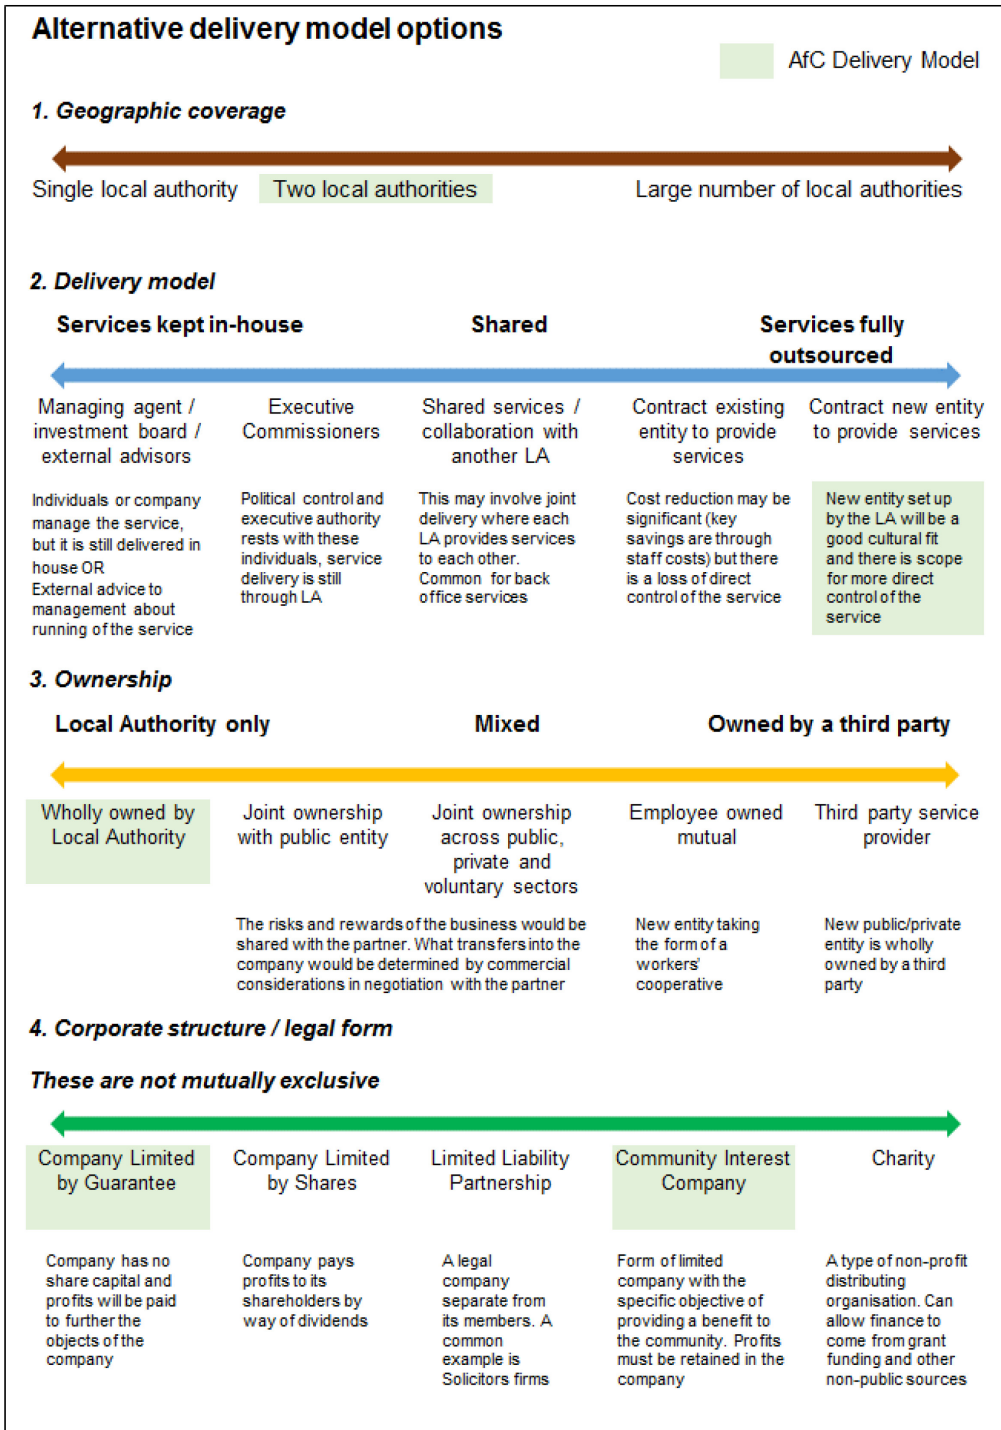 Alternative delivery model options
AfC Delivery Model
1. Geographic coverage
Single local authority
Two local authorities
Large number of local authorities
2. Delivery model
Services kept in-house
Shared
Services fully
outsourced
Managing agent /
investment board /
external advisors
Executive
Commissioners
Shared services /
collaboration with
another LA
Contract existing
entity to provide
services
Contract new entity
to provide services
Individuals or company
manage the service,
but it is still delivered in
house OR
External advice to
management about
running of the service
Political control and
executive authority
rests with these
individuals, service
delivery is still
through LA
This may involve joint
delivery where each
LA provides services
to each other.
Common for back
office services
Cost reduction may be
significant (key
savings are through
staff costs) but there
is a loss of direct
control of the service
New entity set up
by the LA will be a
good cultural fit
and there is scope
for more direct
control of the
service
3. Ownership
Local Authority only
Mixed
Owned by a third party
Wholly owned by
Local Authority
Joint ownership
with public entity
Joint ownership
across public,
private and
voluntary sectors
Employee owned
mutual
Third party service
provider
The risks and rewards of the business would be
shared with the partner. What transfers into the
company would be determined by commercial
considerations in negotiation with the partner
New entity taking
the form of a
workers'
cooperative
New public/private
entity is wholly
owned by a third
party
4. Corporate structure / legal form
These are not mutually exclusive
Company Limited
by Guarantee
Company Limited
by Shares
Limited Liability
Partnership
Community Interest
Company
Charity
Company has no
share capital and
profits will be paid
to further the
objects of the
company
Company pays
profits to its
shareholders by
way of dividends
A legal
company
separate from
its members. A
common
example is
Solicitors firms
Form of limited
company with the
specific objective of
providing a benefit to
the community. Profits
must be retained in the
company
A type of non-profit
distributing
organisation. Can
allow finance to
come from grant
funding and other
non-public sources